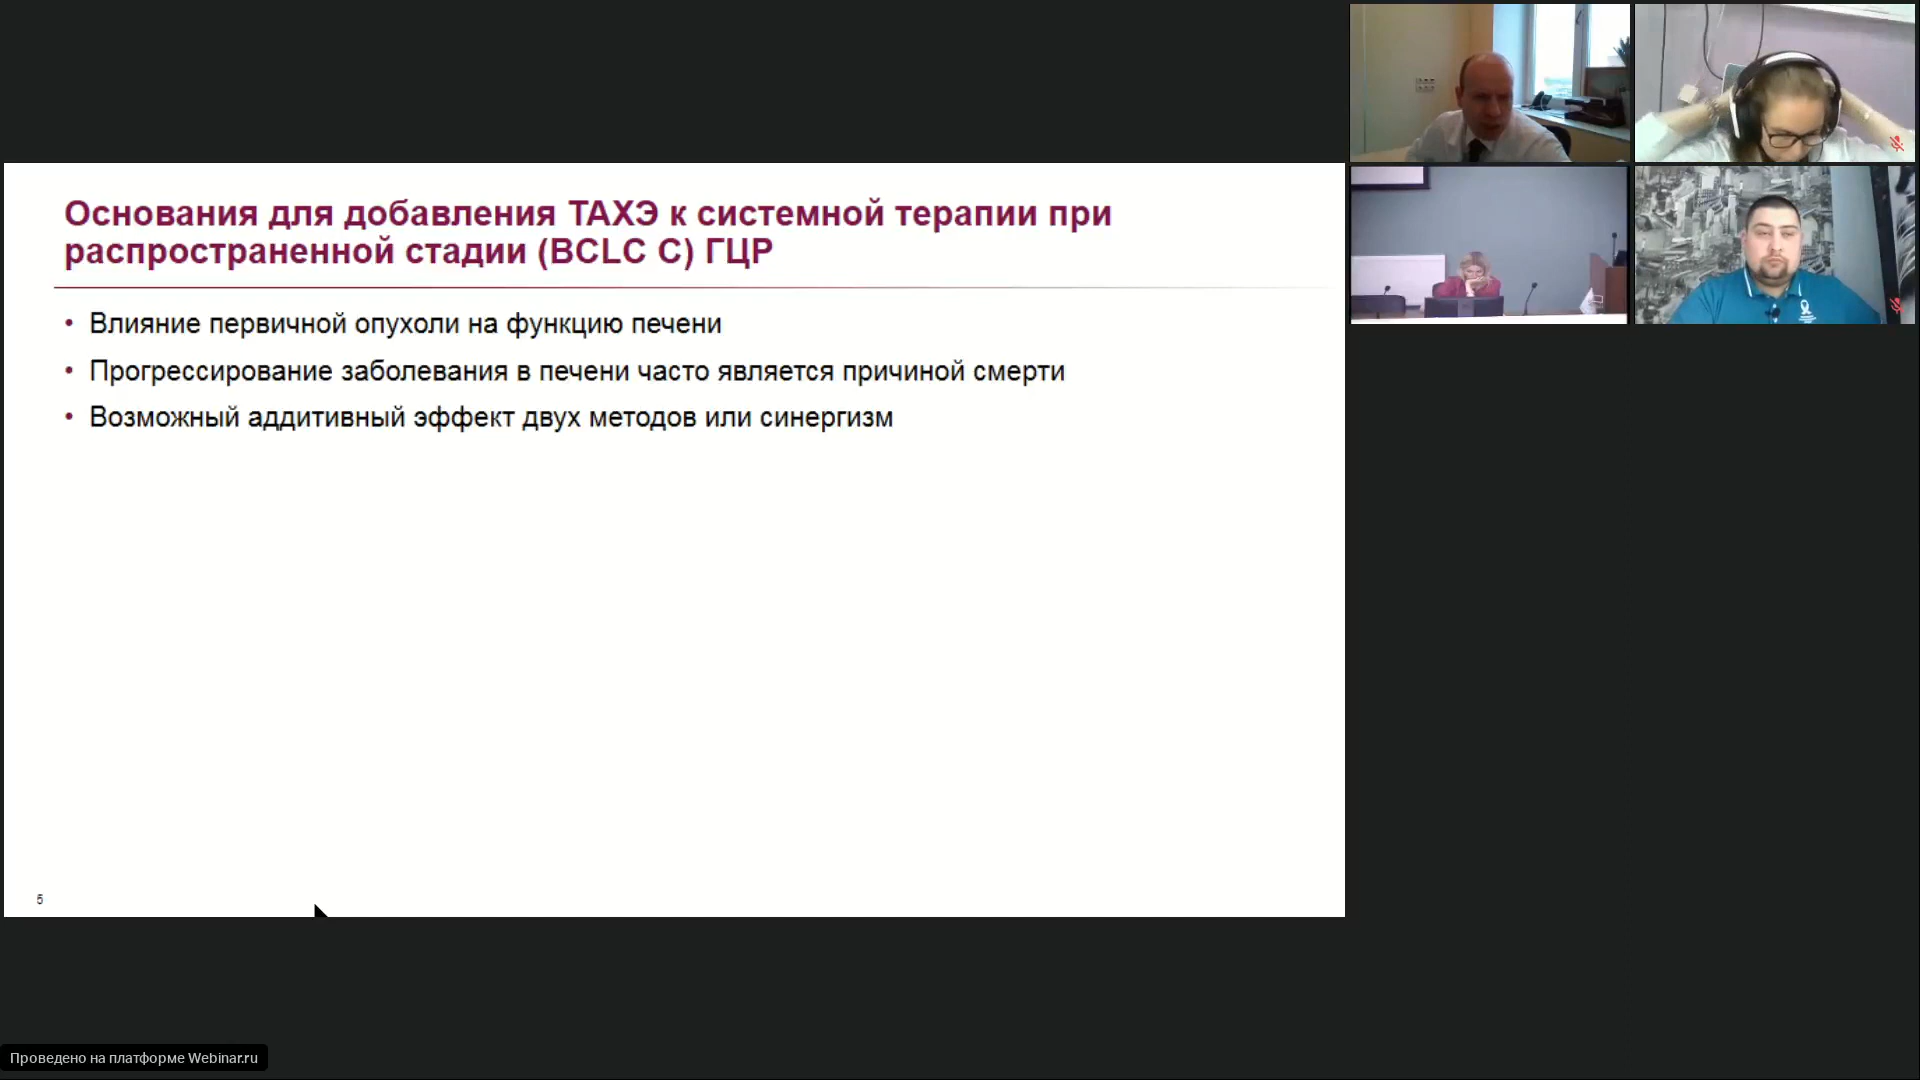 Основания для добавления ТАХЭ к системной терапии при
распространенной стадии (BCLC C) ГЦР
• Влияние первичной опухоли на функцию печени
• Прогрессирование заболевания в печени часто является причиной смерти
• Возможный аддитивный эффект двух методов или синергизм
5
Проведено на платформе Webinar.ru